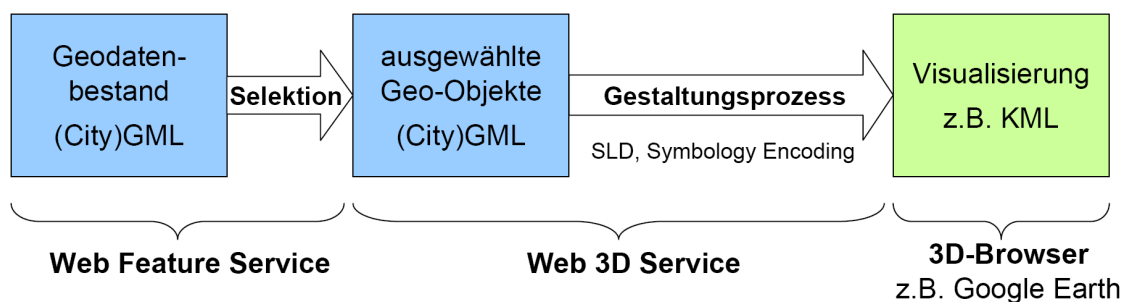 Geodaten-
bestand
(City)GML
Selektion
ausgewählte
Geo-Objekte
(City)GML
Gestaltungsprozess
SLD, Symbology Encoding
Visualisierung
z.B. KML
Web Feature Service
Web 3D Service
3D-Browser
z.B. Google Earth